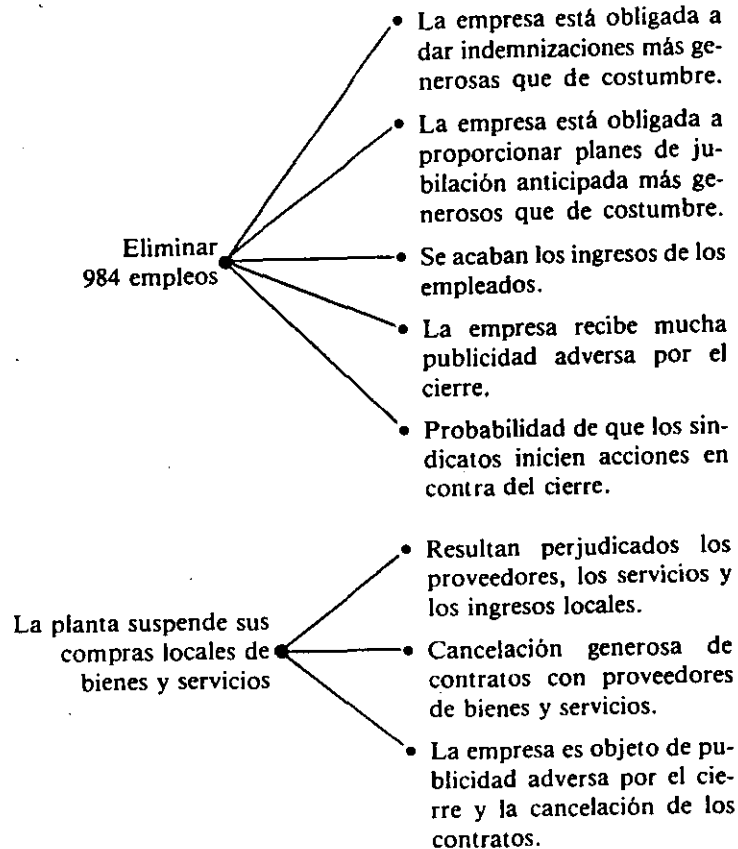 • La empresa está obligada a
dar indemnizaciones más ge-
nerosas que de costumbre.
• La empresa está obligada a
proporcionar planes de ju-
bilación anticipada más ge-
nerosos que de costumbre.
Eliminar
984 empleos
• Se acaban los ingresos de los
empleados.
• La empresa recibe mucha
publicidad adversa por el
cierre.
• Probabilidad de que los sin-
dicatos inicien acciones en
contra del cierre.
• Resultan perjudicados los
proveedores, los servicios y
los ingresos locales.
La planta suspende sus
compras locales de
bienes y servicios
• Cancelación generosa de
contratos con proveedores
de bienes y servicios.
• La empresa es objeto de pu-
blicidad adversa por el cie-
rre y la cancelación de los
contratos.